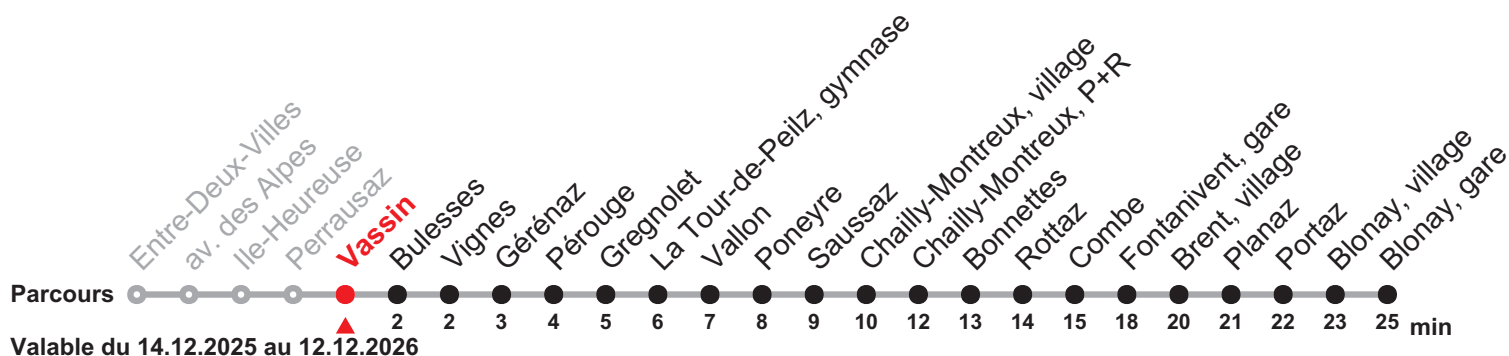 Entre-Deux-Villes
av. des Alpes
Ile-Heureuse
Perrausaz
Vassin
Bulesses
Vignes
Gérénaz
Pérouge
Gregnolet
La Tour-de-Peilz, gymnase
Vallon
Poneyre
Saussaz
Chailly-Montreux, village
Chailly-Montreux, P+R
Bonnettes
Rottaz
Combe
Fontanivent, gare
Brent, village
Planaz
Portaz
Blonay, village
Blonay, gare
Parcours
2 2 3 4 5 6 7 8 9 10 12 13 14 15 18 20 21 22 23 25 min
Valable du 14.12.2025 au 12.12.2026